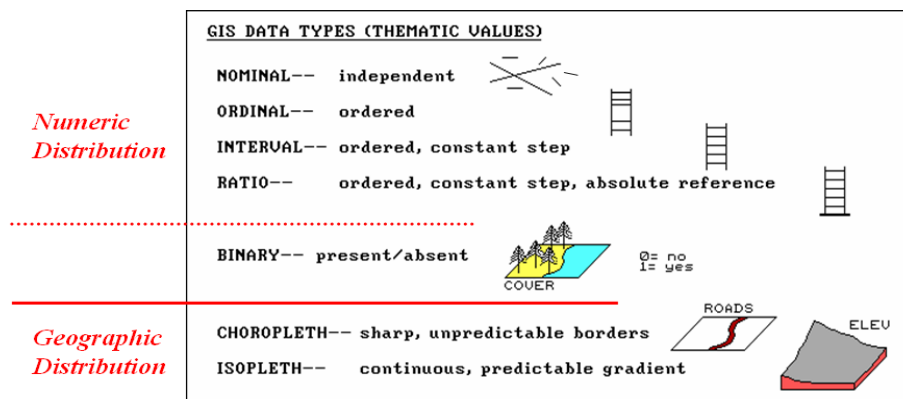 GIS DATA TYPES (THEMATIC VALUES)
Numeric
Distribution
NOMINAL-- independent
ORDINAL-- ordered
INTERVAL-- ordered, constant step
RATIO-- ordered, constant step, absolute reference
BINARY-- present/absent
COVER
0= no
1= yes
Geographic
Distribution
CHOROPLETH-- sharp, unpredictable borders
ROADS
ISOPLETH-- continuous, predictable gradient
ELEV